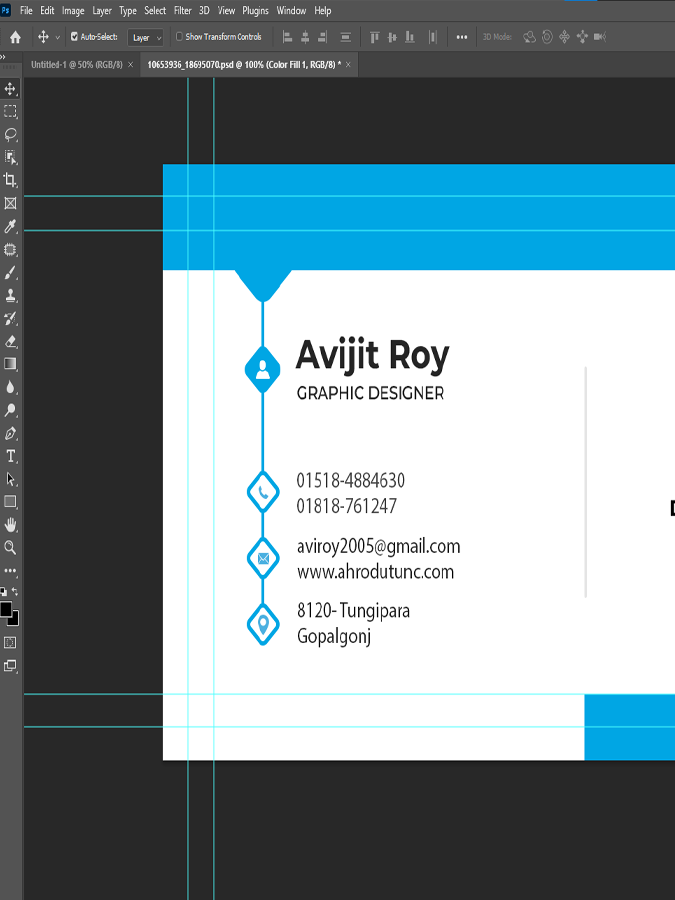 Ps File Edit Image Layer Type Select Filter 3D View Plugins Window Help
Auto-Select: Layer Show Transform Controls 3D Mode:
Untitled-1 @ 50% (RGB/8) × 10653936_18695070.psd @ 100% (Color Fill 1, RGB/8) * ×
Avijit Roy
GRAPHIC DESIGNER
01518-4884630
01818-761247
aviroy2005@gmail.com
www.ahrodutunc.com
8120- Tungipara
Gopalgonj